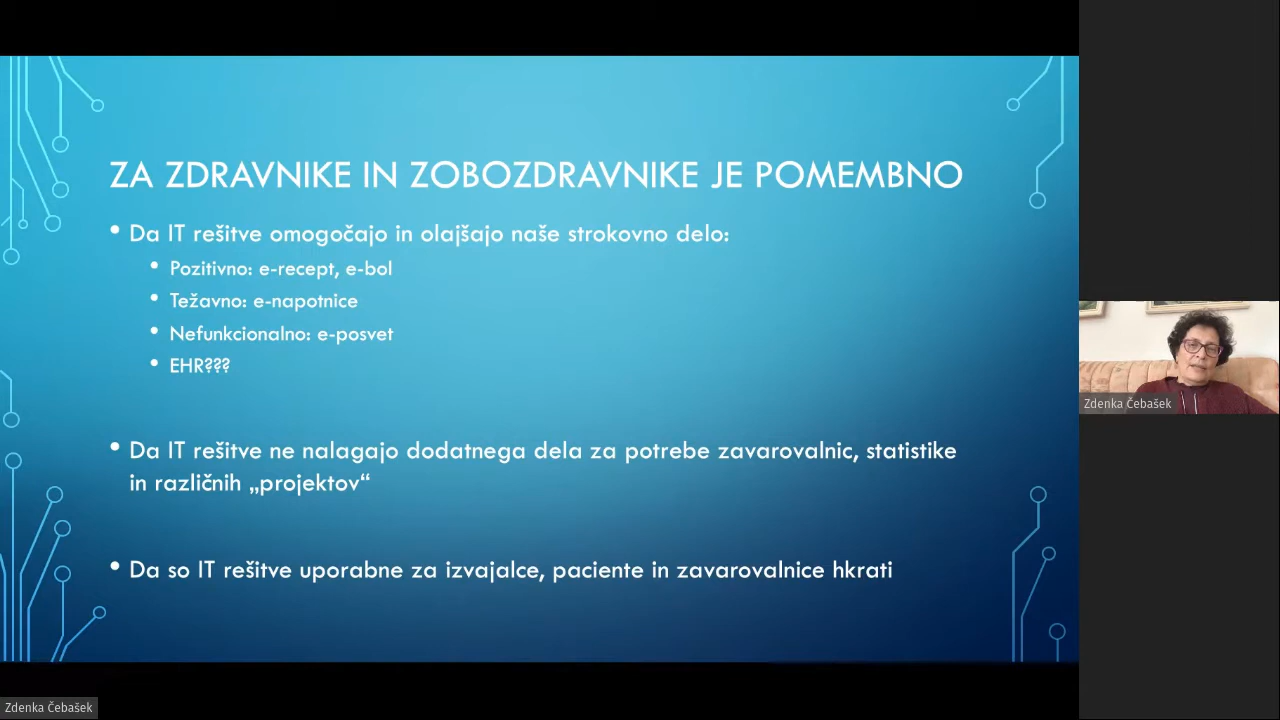 ZA ZDRAVNIKE IN ZOBOZDRAVNIKE JE POMEMBNO
• Da IT rešitve omogočajo in olajšajo naše strokovno delo:
• Pozitivno: e-recept, e-bol
• Težavno: e-napotnice
• Nefunkcionalno: e-posvet
• EHR???
• Da IT rešitve ne nalagajo dodatnega dela za potrebe zavarovalnic, statistike
in različnih „projektov“
• Da so IT rešitve uporabne za izvajalce, paciente in zavarovalnice hkrati
Zdenka Čebašek
Zdenka Čebašek